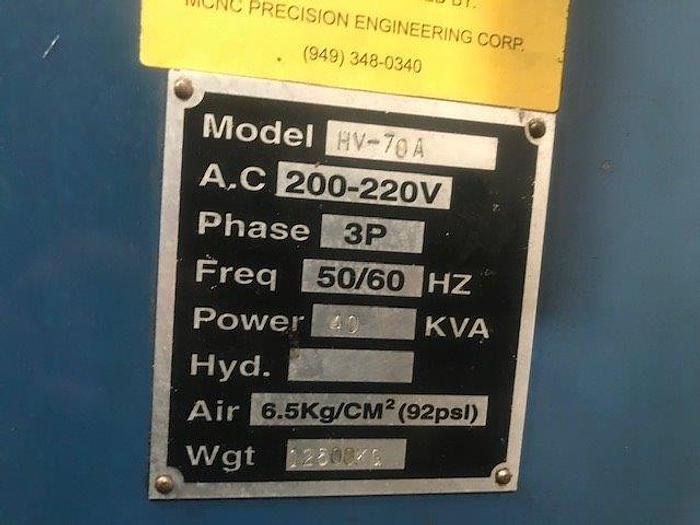 BY:
MCNC PRECISION ENGINEERING CORP.
(949) 348-0340
Model HV-70A
A.C 200-220V
Phase 3P
Freq 50/60 HZ
Power 40 KVA
Hyd.
Air 6.5Kg/CM² (92psi)
Wgt